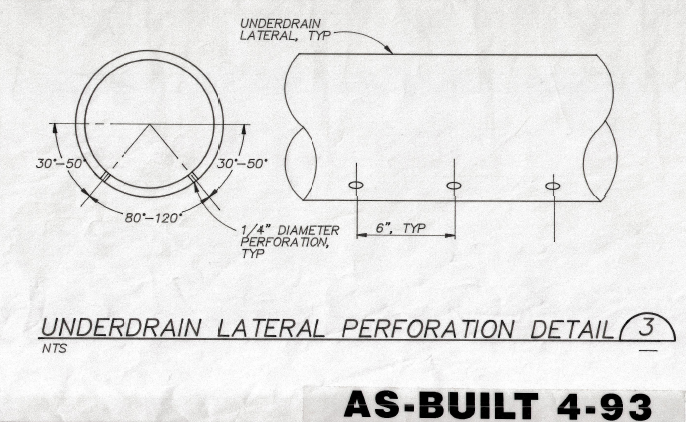 UNDERDRAIN
LATERAL, TYP
30°-50°
30°-50°
80°-120°
1/4" DIAMETER
PERFORATION,
TYP
6", TYP
UNDERDRAIN LATERAL PERFORATION DETAIL 3
NTS
AS-BUILT 4-93